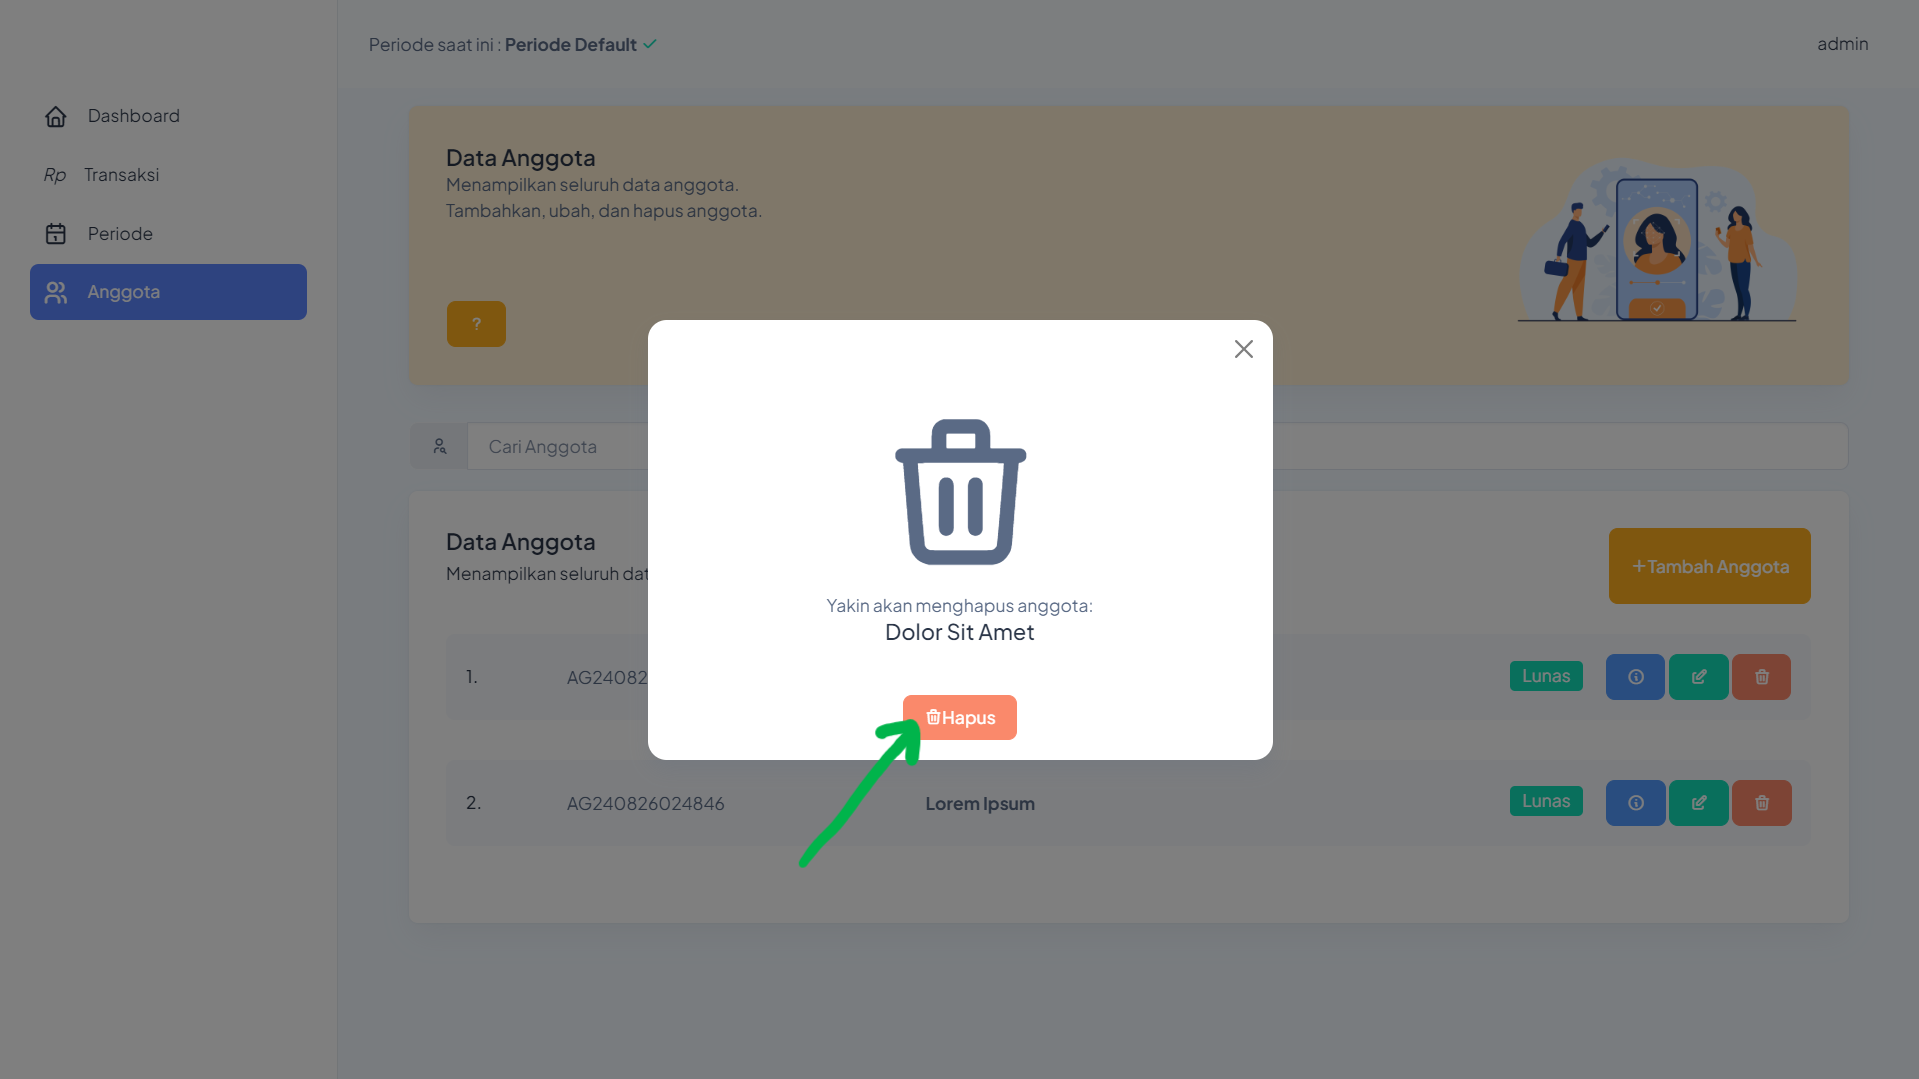 Periode saat ini : Periode Default
admin
Dashboard
Rp Transaksi
Periode
Anggota
Data Anggota
Menampilkan seluruh data anggota.
Tambahkan, ubah, dan hapus anggota.
?
Cari Anggota
Data Anggota
Menampilkan seluruh dat
+Tambah Anggota
Yakin akan menghapus anggota:
Dolor Sit Amet
Hapus
1. AG24082 Lunas
2. AG240826024846 Lorem Ipsum Lunas